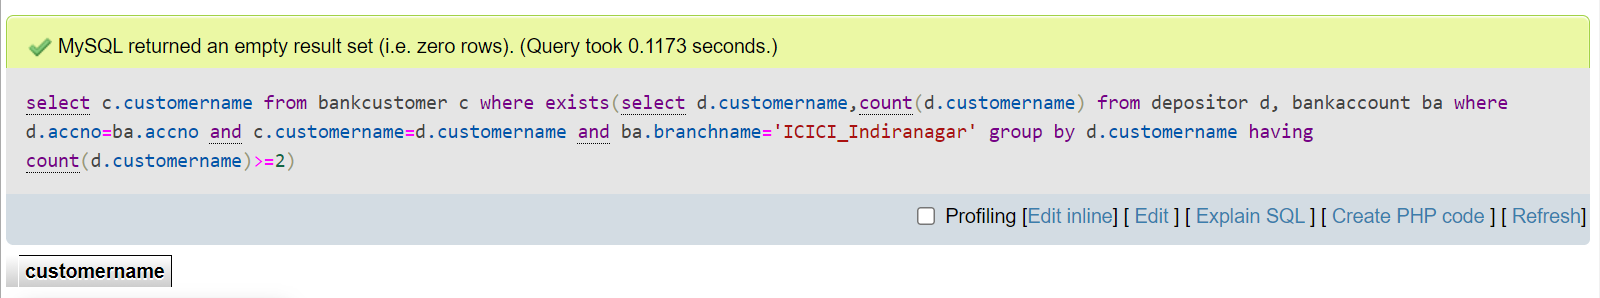 MySQL returned an empty result set (i.e. zero rows). (Query took 0.1173 seconds.)
select c.customername from bankcustomer c where exists(select d.customername,count(d.customername) from depositor d, bankaccount ba where
d.accno=ba.accno and c.customername=d.customername and ba.branchname='ICICI_Indiranagar' group by d.customername having
count(d.customername)>=2)
Profiling [Edit inline] [ Edit ] [ Explain SQL ] [ Create PHP code ] [ Refresh]
customername